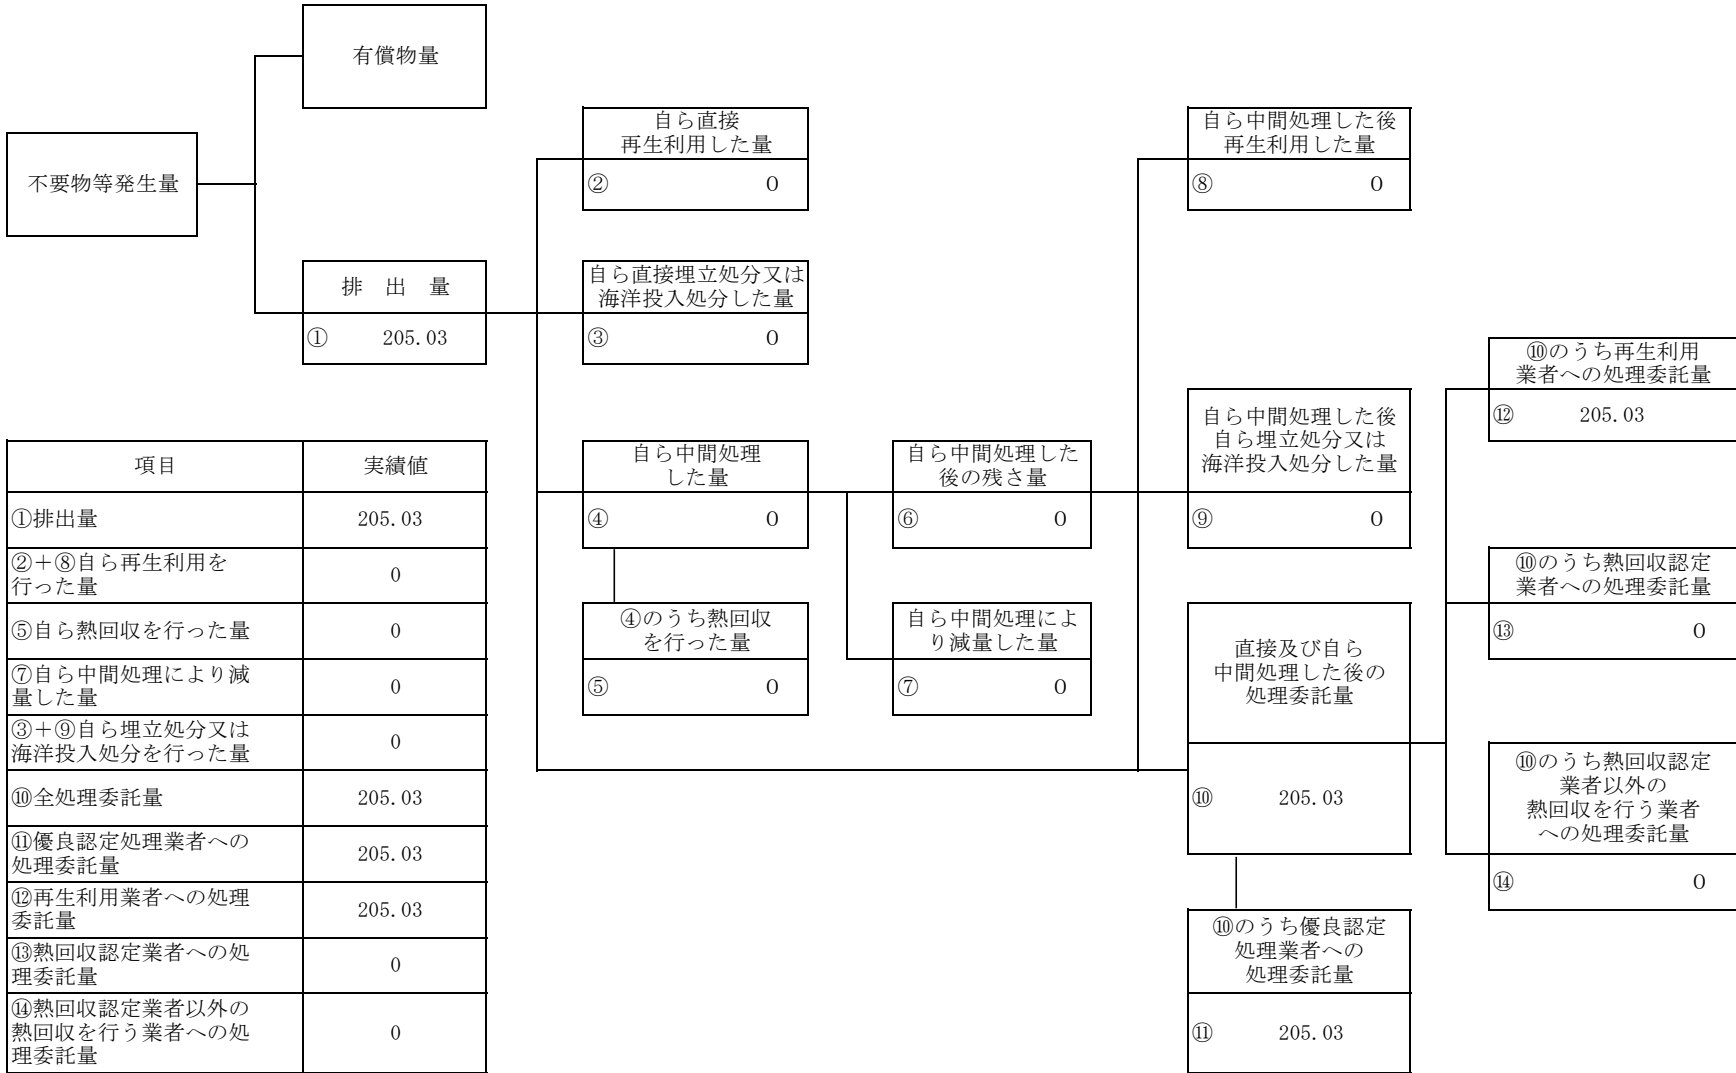 有償物量
不要物等発生量
排　出　量
① 205.03
自ら直接
再生利用した量
② 0
自ら直接埋立処分又は
海洋投入処分した量
③ 0
自ら中間処理
した量
④ 0
④のうち熱回収
を行った量
⑤ 0
自ら中間処理した
後の残さ量
⑥ 0
自ら中間処理によ
り減量した量
⑦ 0
自ら中間処理した後
再生利用した量
⑧ 0
自ら中間処理した後
自ら埋立処分又は
海洋投入処分した量
⑨ 0
直接及び自ら
中間処理した後の
処理委託量
⑩ 205.03
⑩のうち優良認定
処理業者への
処理委託量
⑪ 205.03
⑩のうち再生利用
業者への処理委託量
⑫ 205.03
⑩のうち熱回収認定
業者への処理委託量
⑬ 0
⑩のうち熱回収認定
業者以外の
熱回収を行う業者
への処理委託量
⑭ 0
項目 実績値
①排出量 205.03
②＋⑧自ら再生利用を
行った量 0
⑤自ら熱回収を行った量 0
⑦自ら中間処理により減
量した量 0
③＋⑨自ら埋立処分又は
海洋投入処分を行った量 0
⑩全処理委託量 205.03
⑪優良認定処理業者への
処理委託量 205.03
⑫再生利用業者への処理
委託量 205.03
⑬熱回収認定業者への処
理委託量 0
⑭熱回収認定業者以外の
熱回収を行う業者への処
理委託量 0